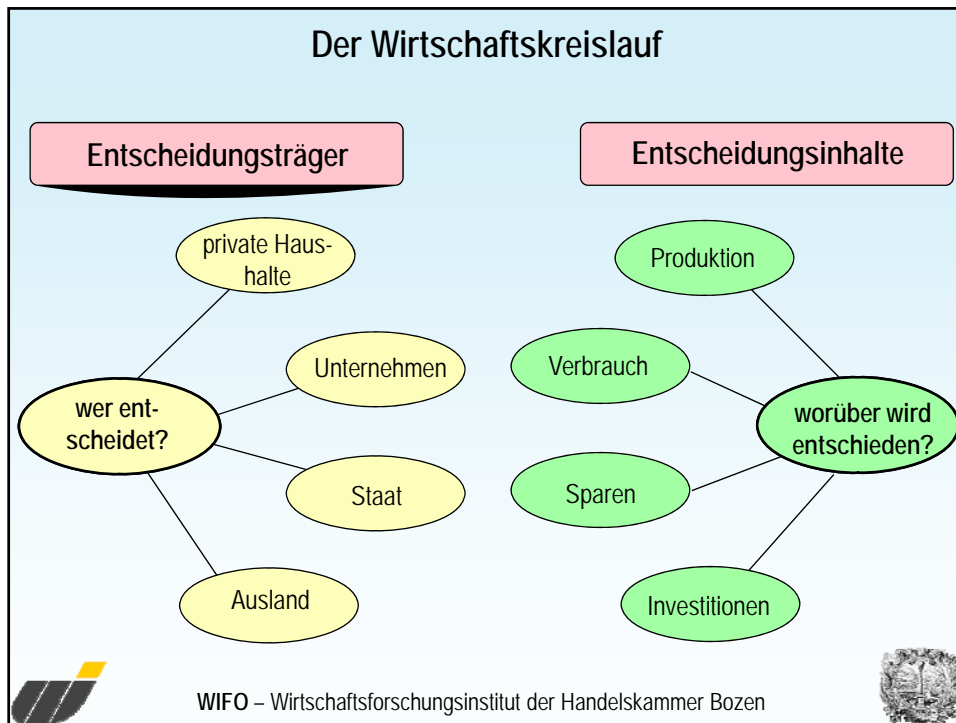 Der Wirtschaftskreislauf
Entscheidungsträger
Entscheidungsinhalte
private Haus-
halte
Unternehmen
wer ent-
scheidet?
Staat
Ausland
Produktion
Verbrauch
worüber wird
entschieden?
Sparen
Investitionen
WIFO – Wirtschaftsforschungsinstitut der Handelskammer Bozen